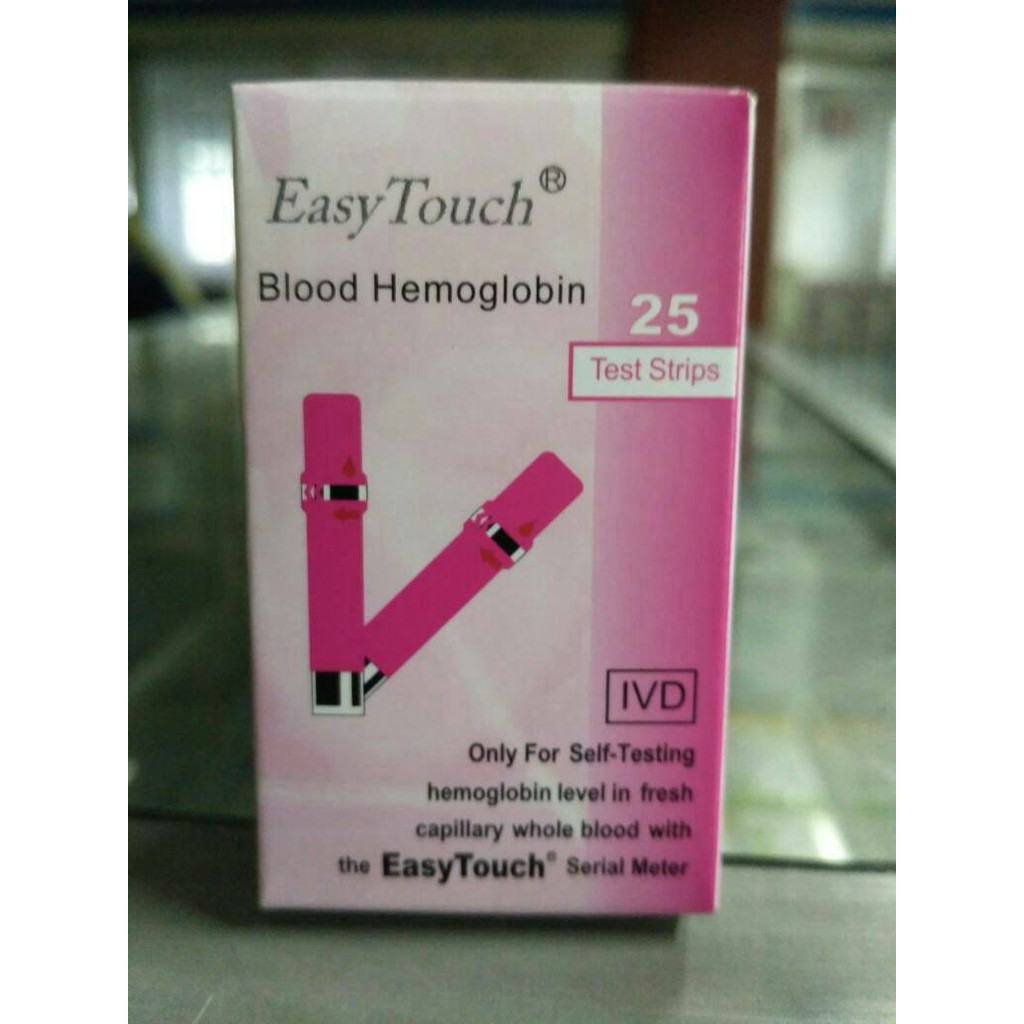 EasyTouch®
Blood Hemoglobin
25
Test Strips
IVD
Only For Self-Testing
hemoglobin level in fresh
capillary whole blood with
the EasyTouch® Serial Meter